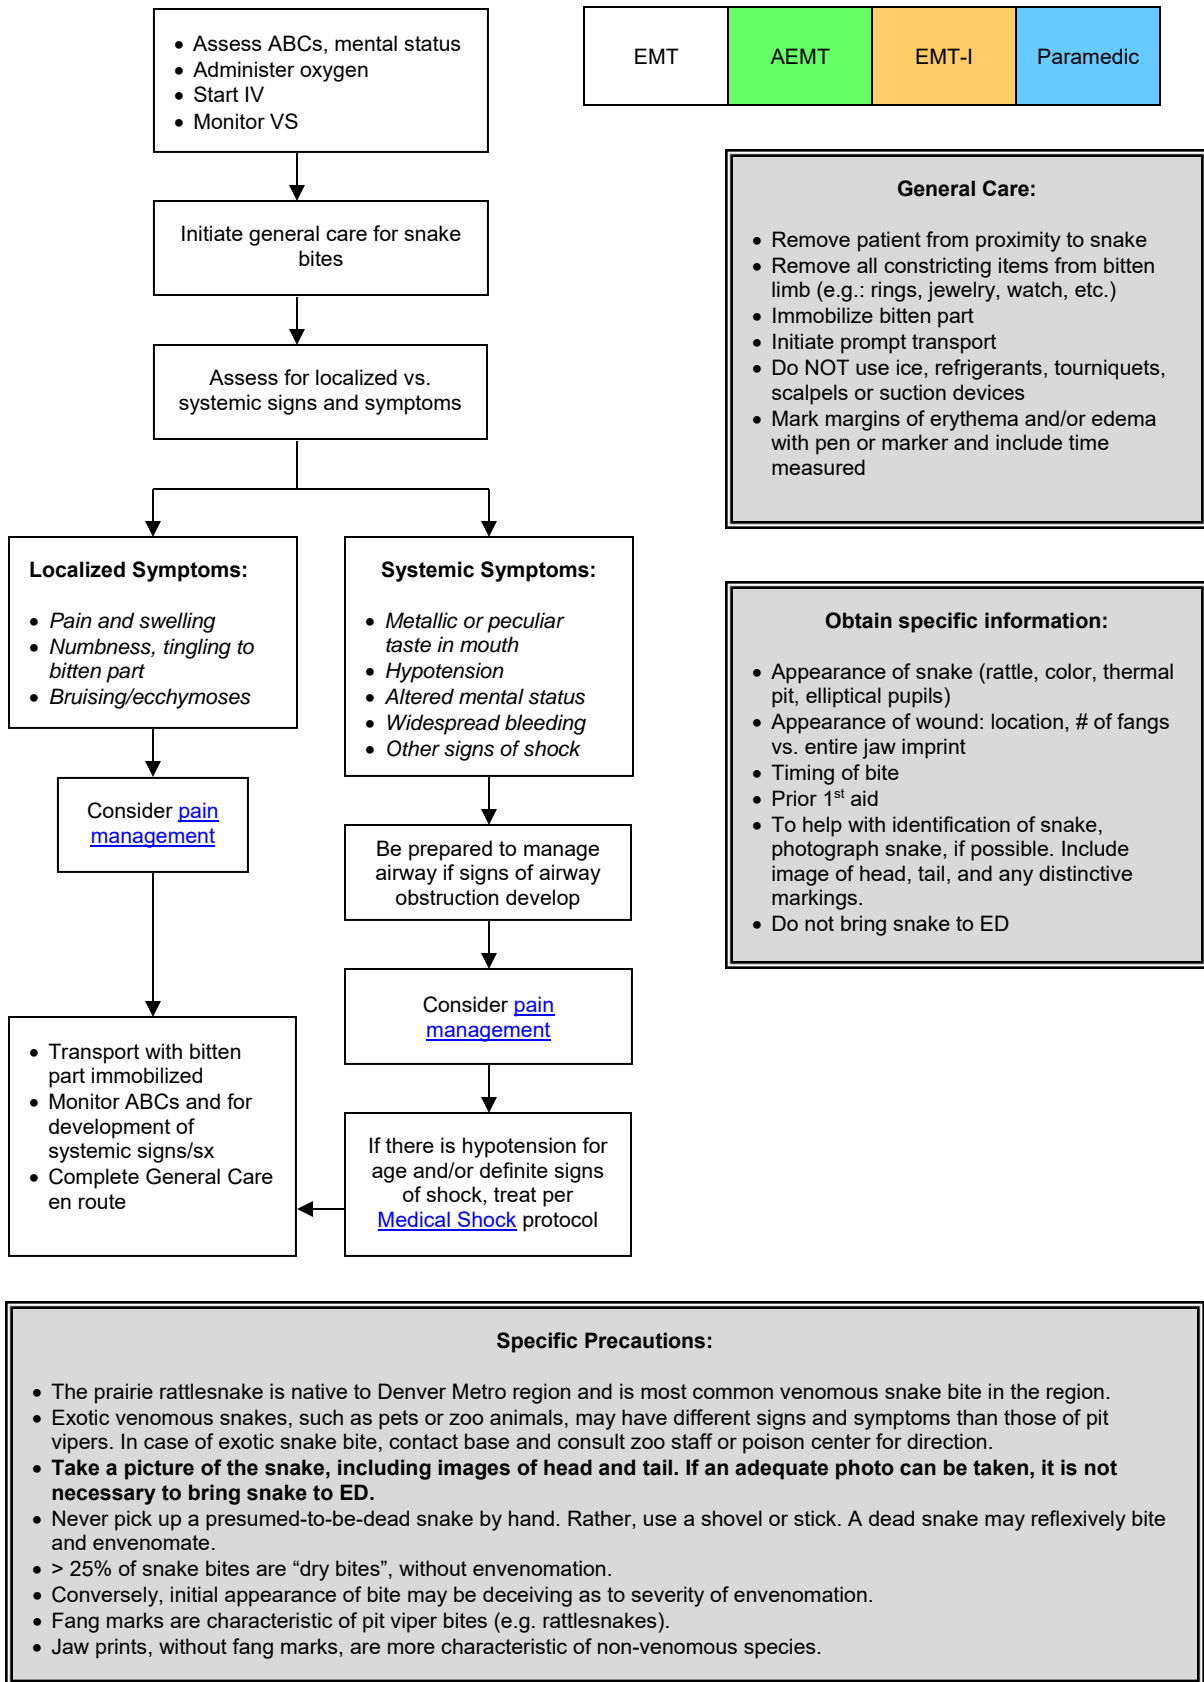 • Assess ABCs, mental status
• Administer oxygen
• Start IV
• Monitor VS
EMT
AEMT
EMT-I
Paramedic
Initiate general care for snake
bites
Assess for localized vs.
systemic signs and symptoms
General Care:
• Remove patient from proximity to snake
• Remove all constricting items from bitten
limb (e.g.: rings, jewelry, watch, etc.)
• Immobilize bitten part
• Initiate prompt transport
• Do NOT use ice, refrigerants, tourniquets,
scalpels or suction devices
• Mark margins of erythema and/or edema
with pen or marker and include time
measured
Localized Symptoms:
• Pain and swelling
• Numbness, tingling to
bitten part
• Bruising/ecchymoses
Systemic Symptoms:
• Metallic or peculiar
taste in mouth
• Hypotension
• Altered mental status
• Widespread bleeding
• Other signs of shock
Obtain specific information:
• Appearance of snake (rattle, color, thermal
pit, elliptical pupils)
• Appearance of wound: location, # of fangs
vs. entire jaw imprint
• Timing of bite
• Prior 1st aid
• To help with identification of snake,
photograph snake, if possible. Include
image of head, tail, and any distinctive
markings.
• Do not bring snake to ED
Consider pain
management
Be prepared to manage
airway if signs of airway
obstruction develop
Consider pain
management
• Transport with bitten
part immobilized
• Monitor ABCs and for
development of
systemic signs/sx
• Complete General Care
en route
If there is hypotension for
age and/or definite signs
of shock, treat per
Medical Shock protocol
Specific Precautions:
• The prairie rattlesnake is native to Denver Metro region and is most common venomous snake bite in the region.
• Exotic venomous snakes, such as pets or zoo animals, may have different signs and symptoms than those of pit
vipers. In case of exotic snake bite, contact base and consult zoo staff or poison center for direction.
• Take a picture of the snake, including images of head and tail. If an adequate photo can be taken, it is not
necessary to bring snake to ED.
• Never pick up a presumed-to-be-dead snake by hand. Rather, use a shovel or stick. A dead snake may reflexively bite
and envenomate.
• > 25% of snake bites are “dry bites”, without envenomation.
• Conversely, initial appearance of bite may be deceiving as to severity of envenomation.
• Fang marks are characteristic of pit viper bites (e.g. rattlesnakes).
• Jaw prints, without fang marks, are more characteristic of non-venomous species.